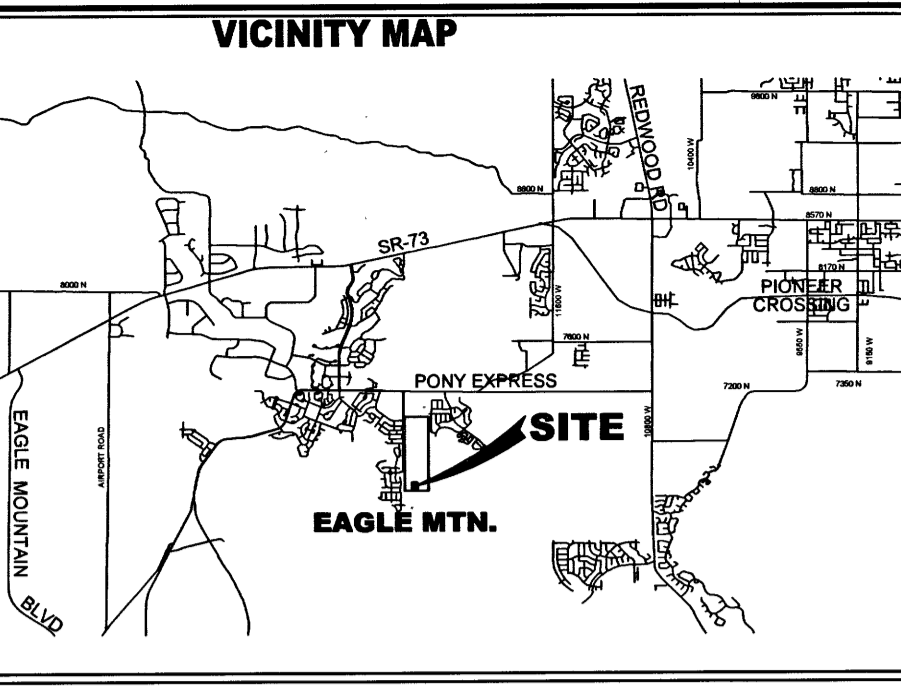 VICINITY MAP
REDWOOD RD
9600 N
10400 W
8800 N
8800 N
8570 N
SR-73
8170 N
8000 N
PIONEER
CROSSING
11600 W
7600 N
9550 W
9150 W
PONY EXPRESS
7200 N
7350 N
SITE
10800 W
EAGLE MOUNTAIN
BLVD
AIRPORT ROAD
EAGLE MTN.